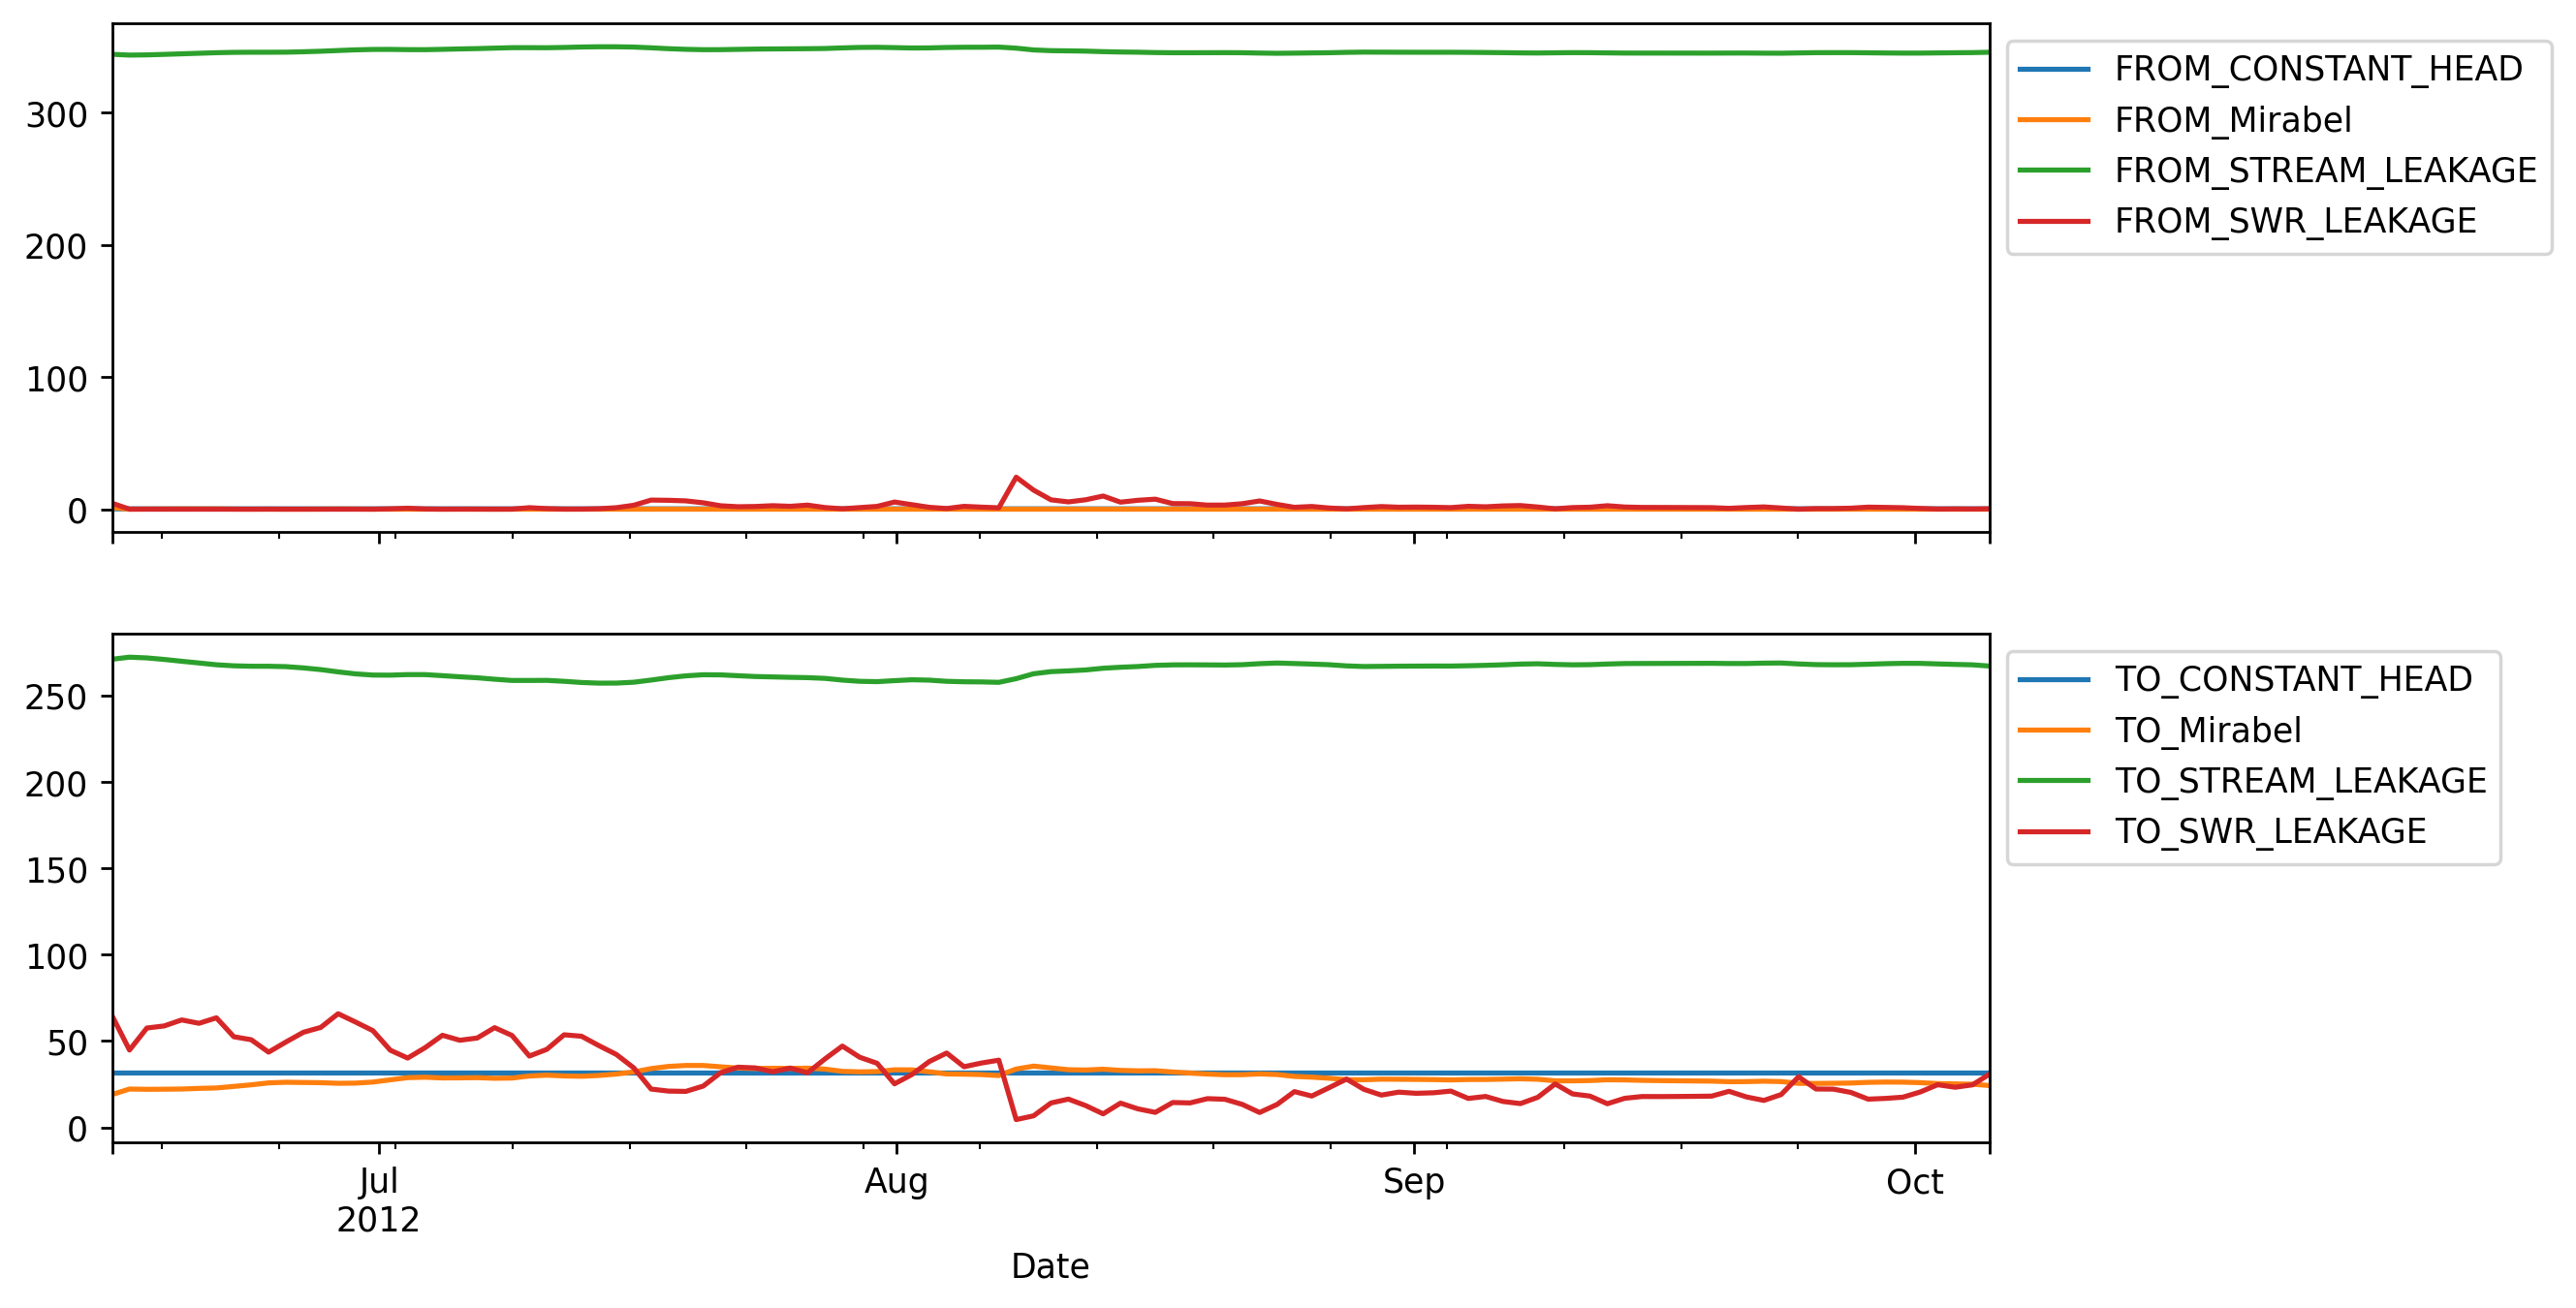 300
200
100
0
FROM_CONSTANT_HEAD
FROM_Mirabel
FROM_STREAM_LEAKAGE
FROM_SWR_LEAKAGE
250
200
150
100
50
0
TO_CONSTANT_HEAD
TO_Mirabel
TO_STREAM_LEAKAGE
TO_SWR_LEAKAGE
Jul Aug Sep Oct
2012
Date